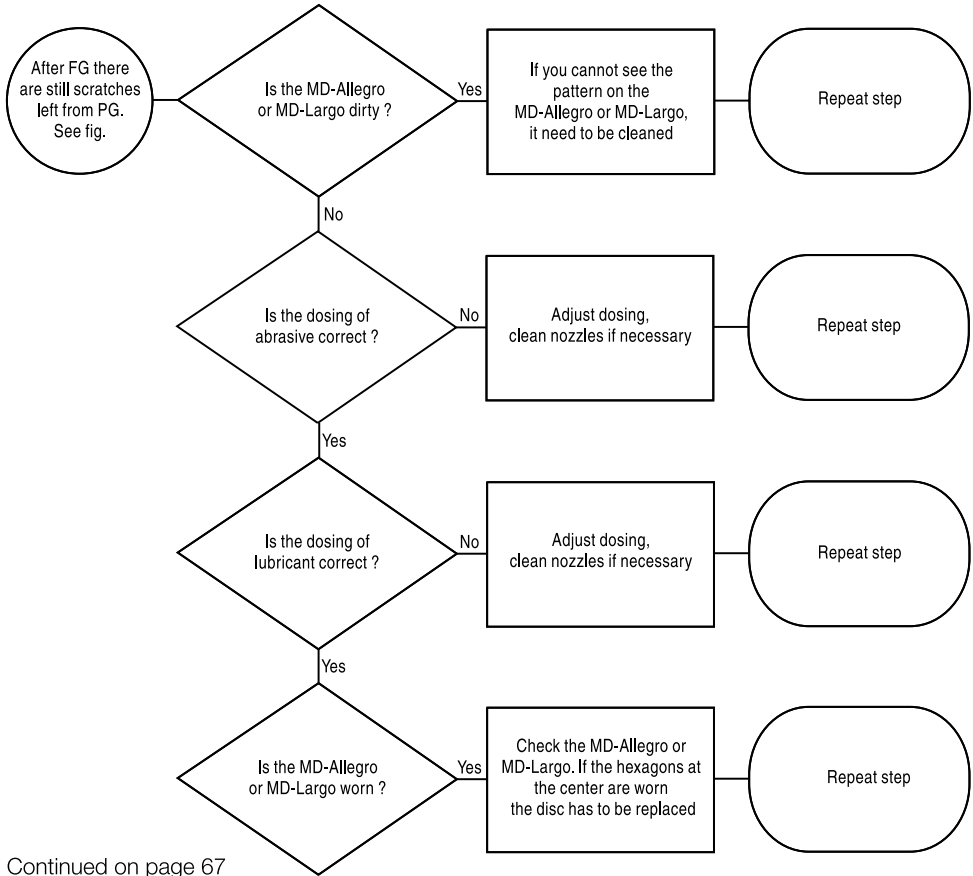 After FG there
are still scratches
left from PG.
See fig.
Is the MD-Allegro
or MD-Largo dirty ?
Yes
If you cannot see the
pattern on the
MD-Allegro or MD-Largo,
it need to be cleaned
Repeat step
No
Is the dosing of
abrasive correct ?
No
Adjust dosing,
clean nozzles if necessary
Repeat step
Yes
Is the dosing of
lubricant correct ?
No
Adjust dosing,
clean nozzles if necessary
Repeat step
Yes
Is the MD-Allegro
or MD-Largo worn ?
Yes
Check the MD-Allegro or
MD-Largo. If the hexagons at
the center are worn
the disc has to be replaced
Repeat step
Continued on page 67